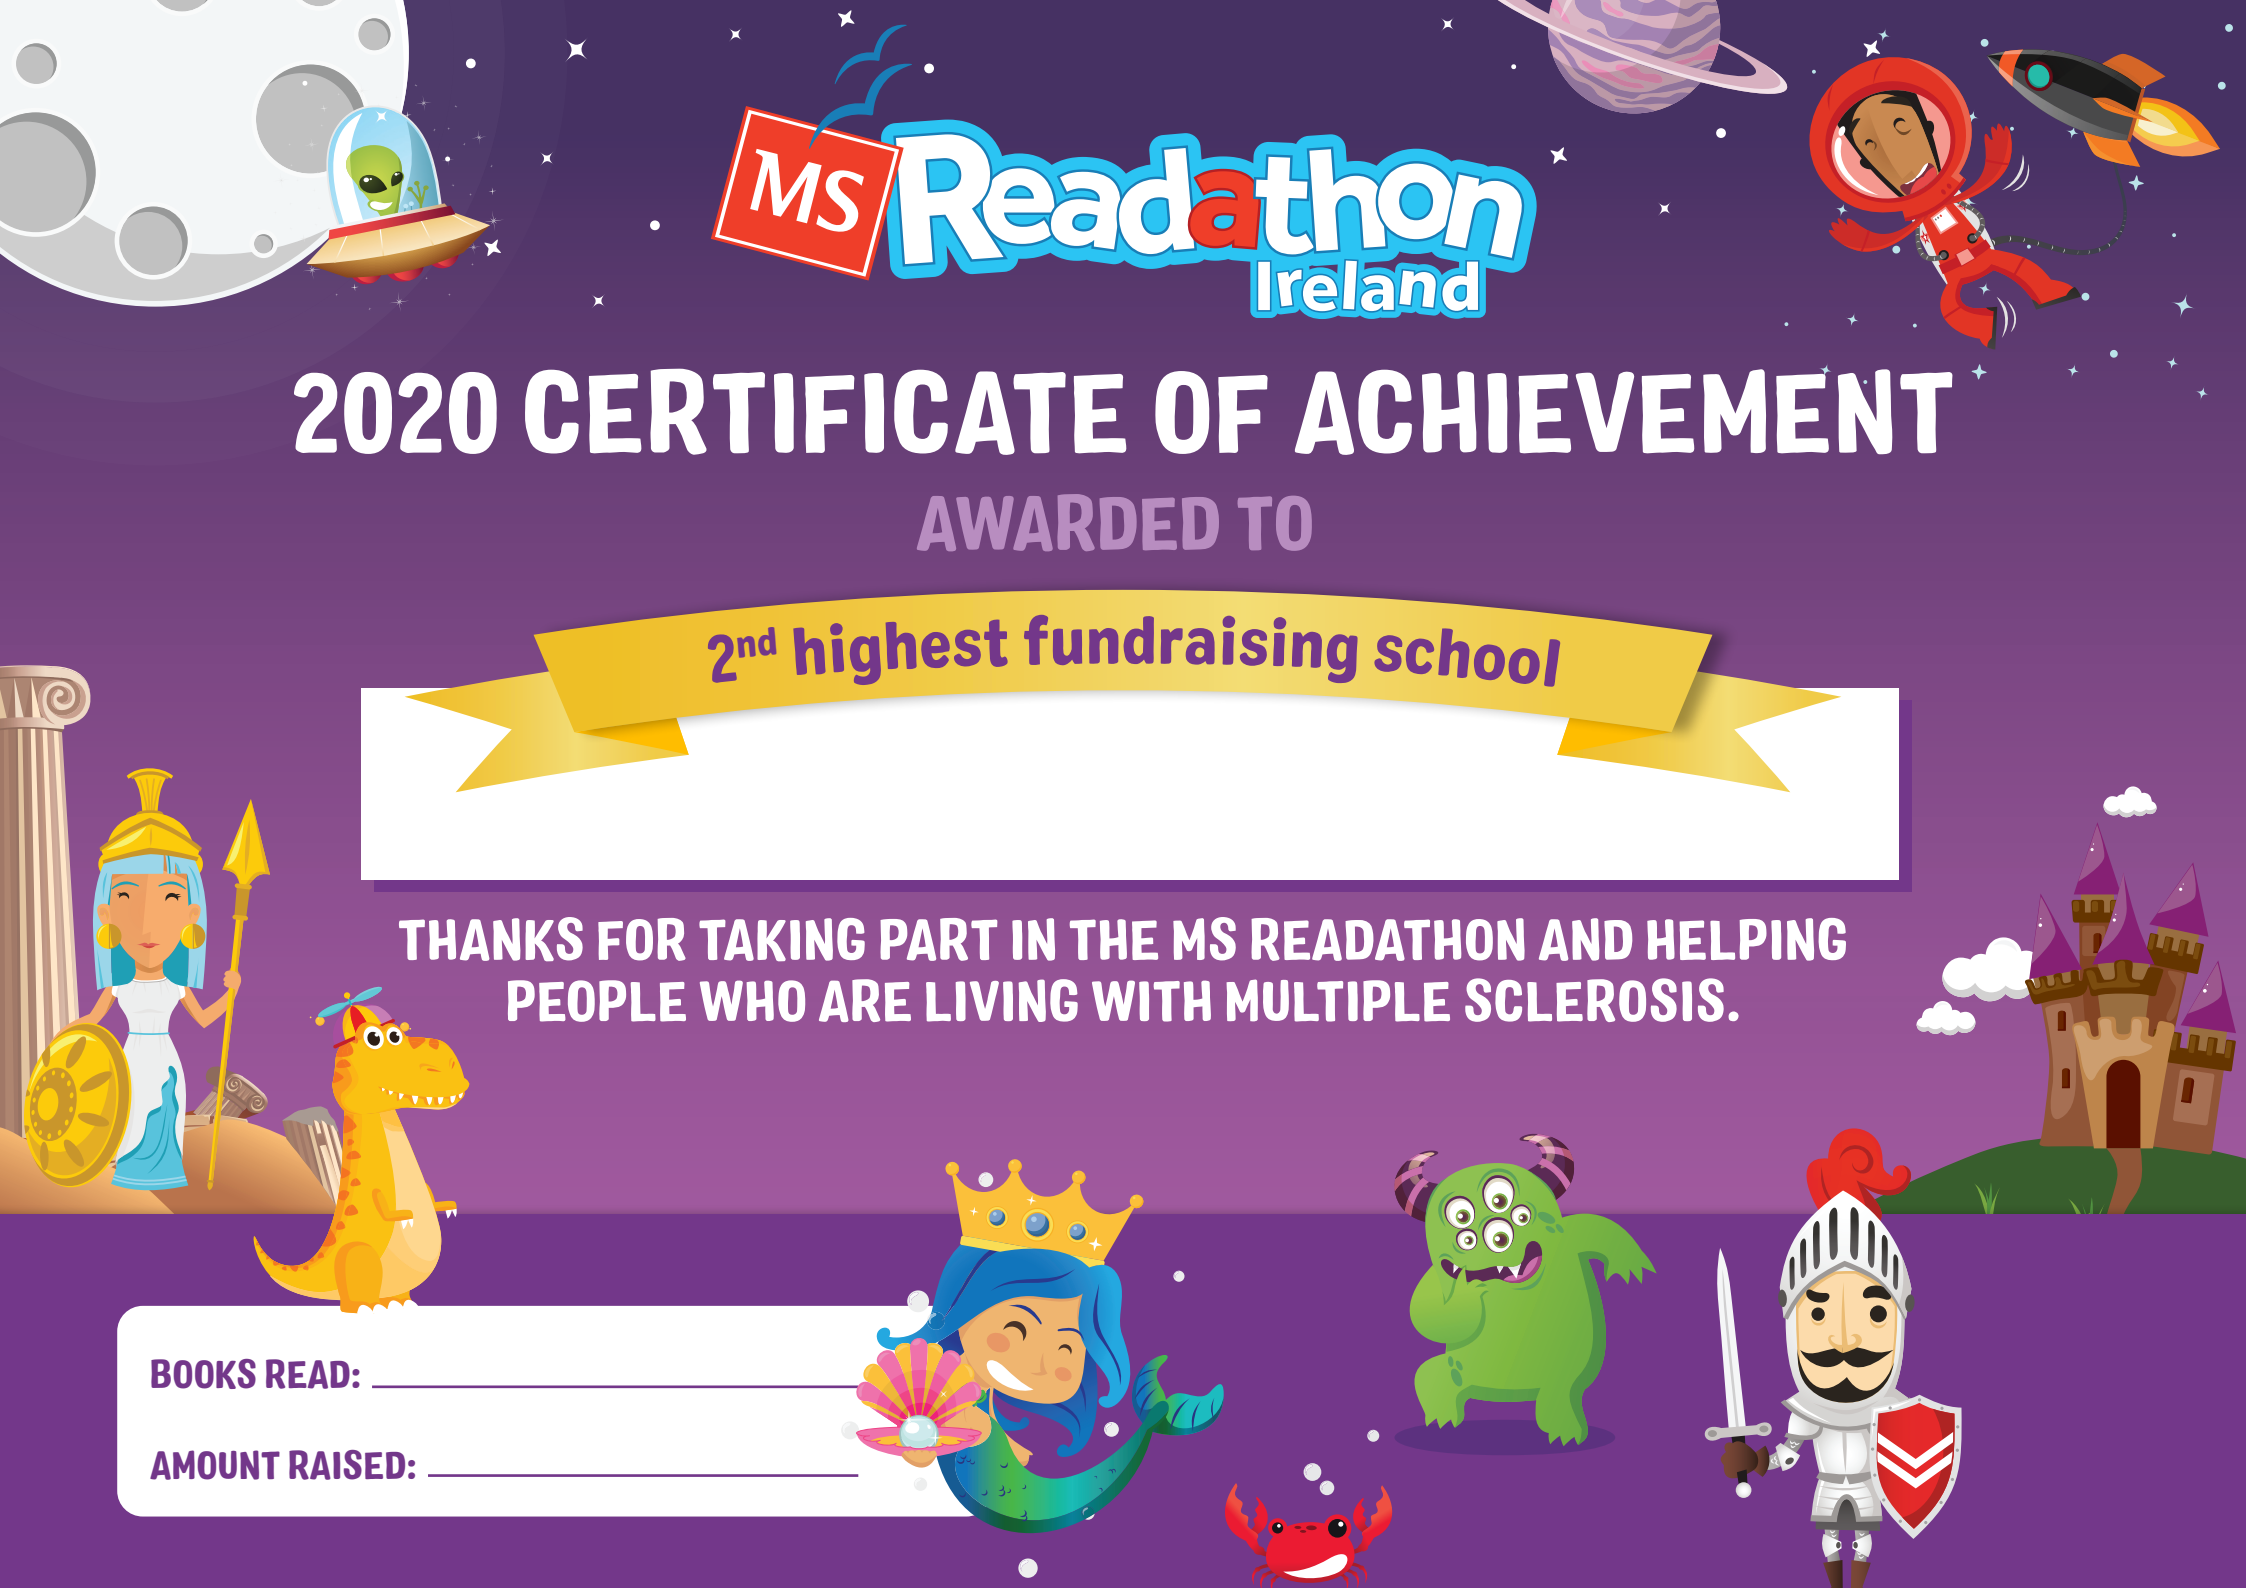 MS Readathon
Ireland
2020 CERTIFICATE OF ACHIEVEMENT
AWARDED TO
2nd highest fundraising school
THANKS FOR TAKING PART IN THE MS READATHON AND HELPING
PEOPLE WHO ARE LIVING WITH MULTIPLE SCLEROSIS.
BOOKS READ:
AMOUNT RAISED: